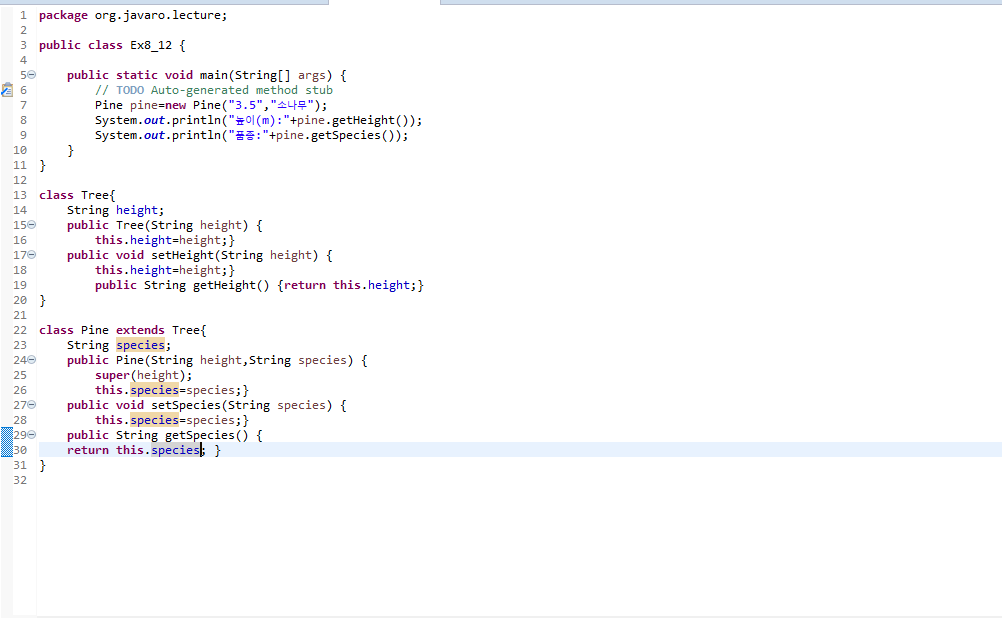 1 package org.javaro.lecture;
2
3 public class Ex8_12 {
4
5 public static void main(String[] args) {
6 // TODO Auto-generated method stub
7 Pine pine=new Pine("3.5","소나무");
8 System.out.println("높이(m):"+pine.getHeight());
9 System.out.println("품종:"+pine.getSpecies());
10 }
11 }
12
13 class Tree{
14 String height;
15 public Tree(String height) {
16 this.height=height;}
17 public void setHeight(String height) {
18 this.height=height;}
19 public String getHeight() {return this.height;}
20 }
21
22 class Pine extends Tree{
23 String species;
24 public Pine(String height,String species) {
25 super(height);
26 this.species=species;}
27 public void setSpecies(String species) {
28 this.species=species;}
29 public String getSpecies() {
30 return this.species; }
31 }
32